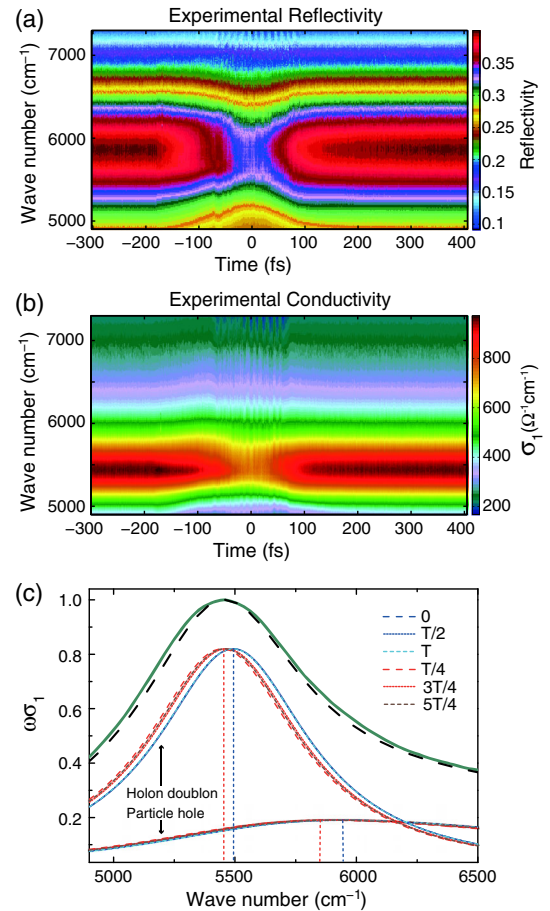 (a)
Experimental Reflectivity
7000
6000
5000
Wave number (cm⁻¹)
−300 −200 −100 0 100 200 300 400
Time (fs)
0.35
0.3
0.25
0.2
0.15
0.1
Reflectivity
(b)
Experimental Conductivity
7000
6000
5000
Wave number (cm⁻¹)
−300 −200 −100 0 100 200 300 400
Time (fs)
800
600
400
200
σ₁(Ω⁻¹cm⁻¹)
(c)
1.0
0.8
0.6
0.4
0.2
ωσ₁
0
T/2
T
T/4
3T/4
5T/4
Holon doublon
Particle hole
5000 5500 6000 6500
Wave number (cm⁻¹)